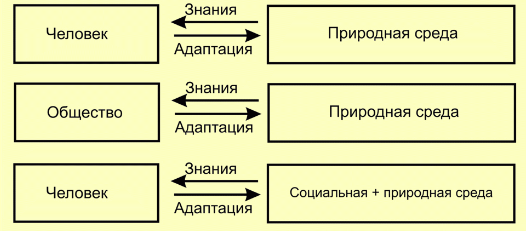 Человек
Знания
Адаптация
Природная среда
Общество
Знания
Адаптация
Природная среда
Человек
Знания
Адаптация
Социальная + природная среда